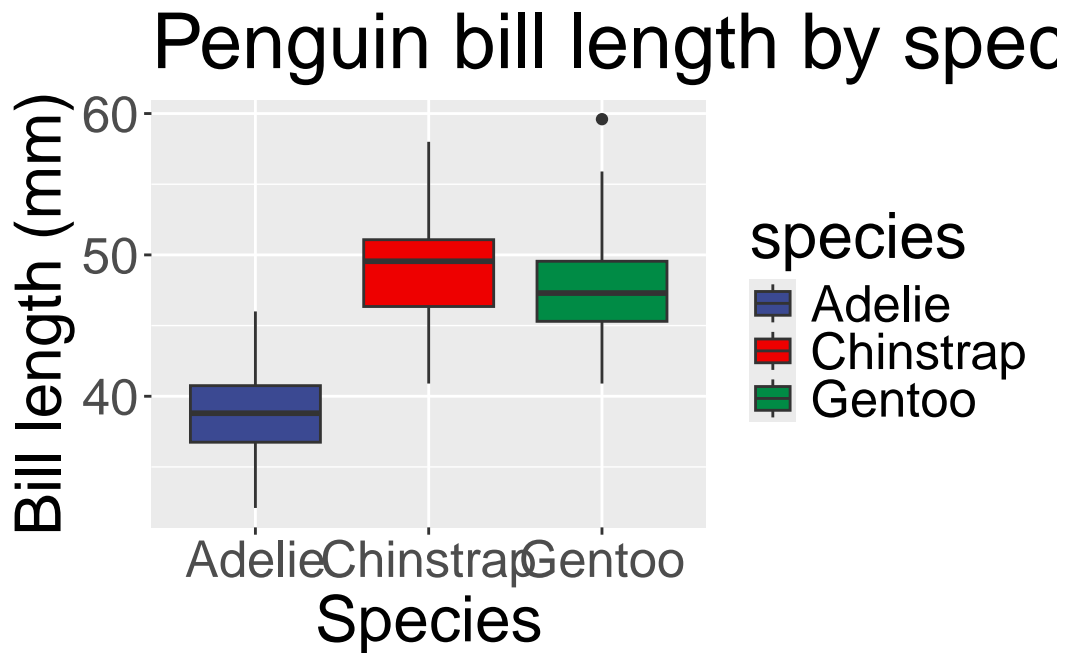 Penguin bill length by spec
Bill length (mm)
60
50
40
Adelie
Chinstrap
Gentoo
Species
species
Adelie
Chinstrap
Gentoo